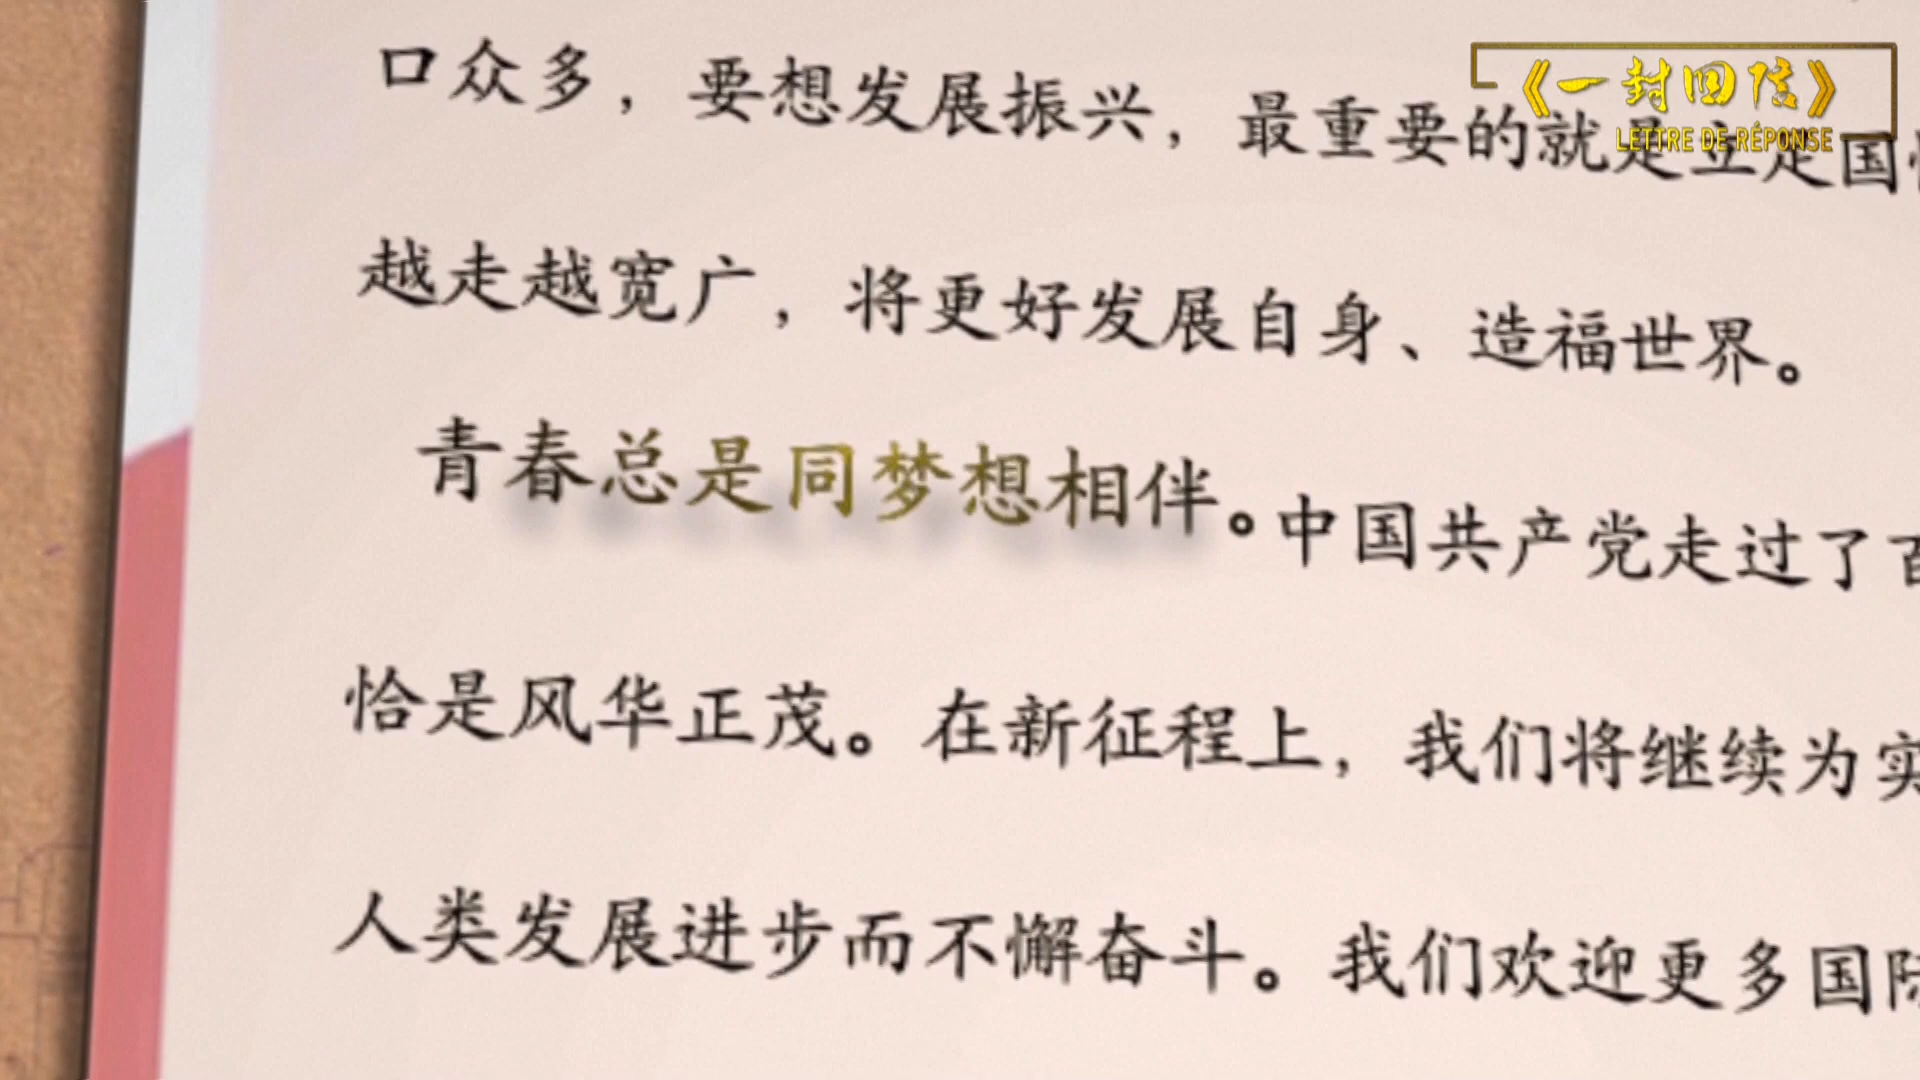 《一封回信》
LETTRE DE RÉPONSE
口众多，要想发展振兴，最重要的就是立足国
越走越宽广，将更好发展自身、造福世界。
青春总是同梦想相伴。中国共产党走过了百
恰是风华正茂。在新征程上，我们将继续为实
人类发展进步而不懈奋斗。我们欢迎更多国际